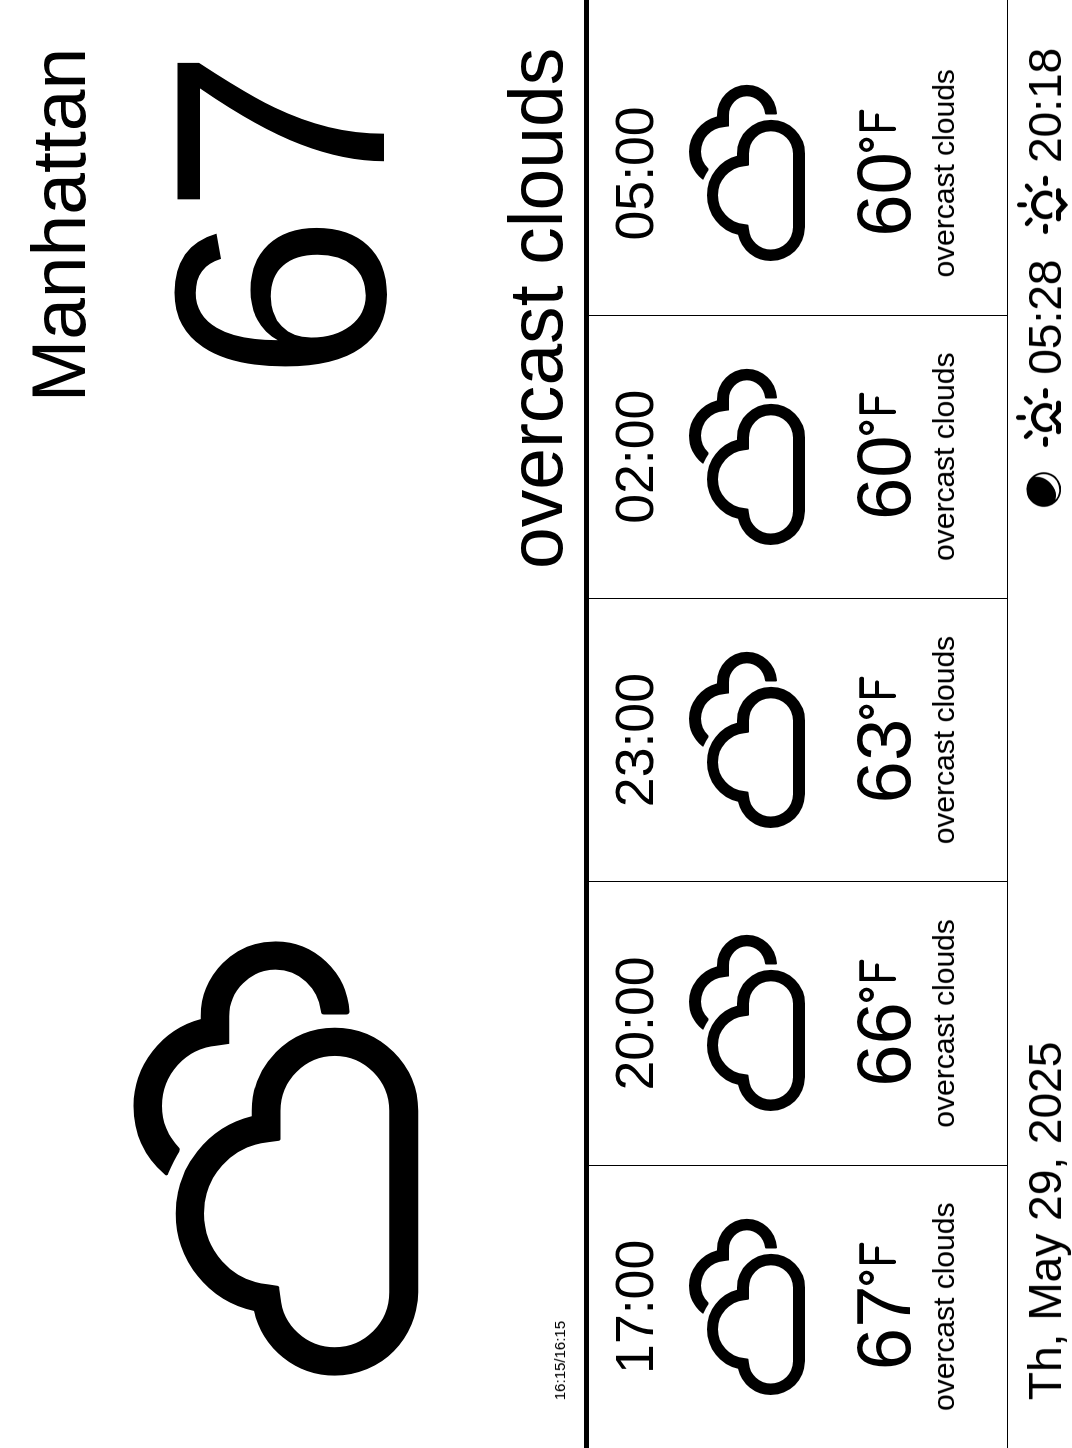 Manhattan
67
overcast clouds
16:15/16:15
17:00
67°F
overcast clouds
20:00
66°F
overcast clouds
23:00
63°F
overcast clouds
02:00
60°F
overcast clouds
05:00
60°F
overcast clouds
Th, May 29, 2025
05:28
20:18